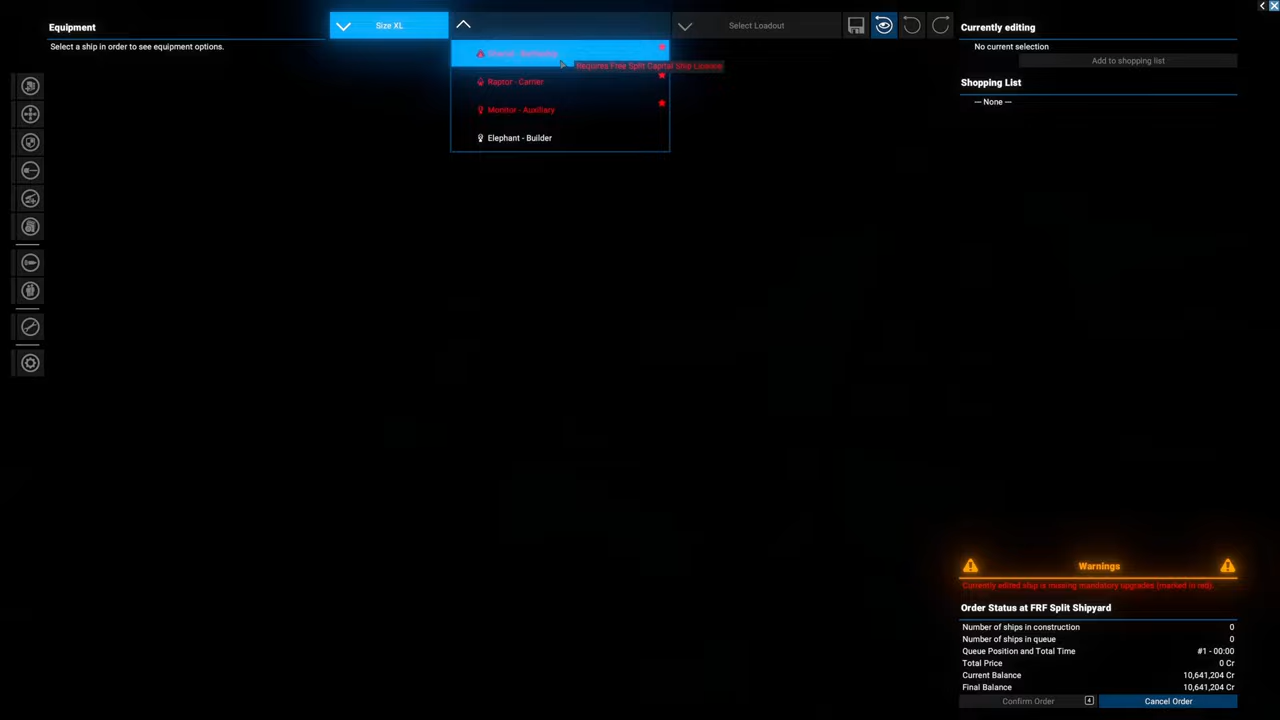 Equipment
Select a ship in order to see equipment options.
Size XL
Select Loadout
Battleship
Requires Free Split Capital Ship License
Raptor - Carrier
Monitor - Auxiliary
Elephant - Builder
Currently editing
No current selection
Add to shopping list
Shopping List
— None —
Warnings
Currently edited ship is missing mandatory upgrades (marked in red).
Order Status at FRF Split Shipyard
Number of ships in construction 0
Number of ships in queue 0
Queue Position and Total Time #1 - 00:00
Total Price 0 Cr
Current Balance 10,641,204 Cr
Final Balance 10,641,204 Cr
Confirm Order 4 Cancel Order